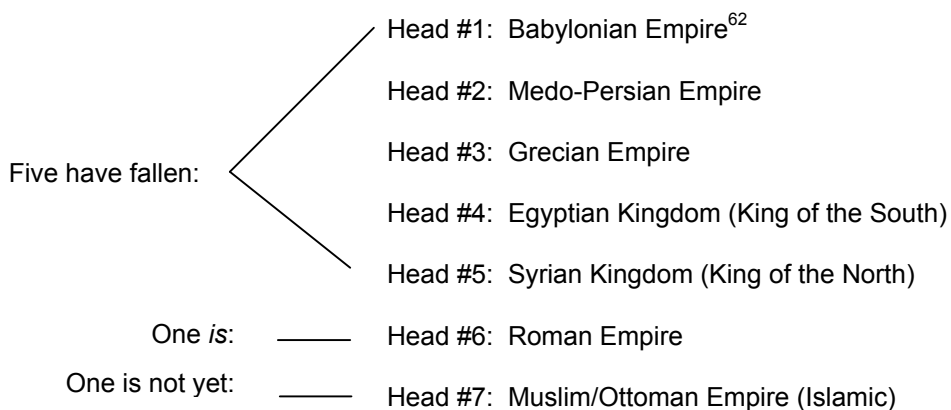 Head #1: Babylonian Empire62
Head #2: Medo-Persian Empire
Head #3: Grecian Empire
Five have fallen:
Head #4: Egyptian Kingdom (King of the South)
Head #5: Syrian Kingdom (King of the North)
One is: Head #6: Roman Empire
One is not yet: Head #7: Muslim/Ottoman Empire (Islamic)